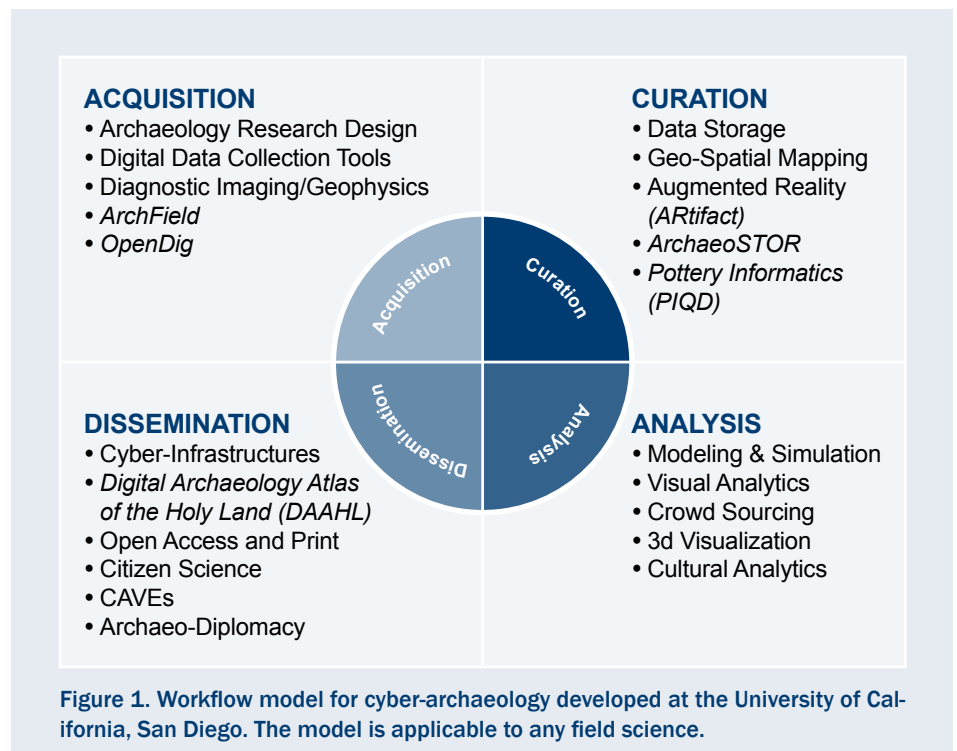 ACQUISITION
• Archaeology Research Design
• Digital Data Collection Tools
• Diagnostic Imaging/Geophysics
• ArchField
• OpenDig
CURATION
• Data Storage
• Geo-Spatial Mapping
• Augmented Reality
(ARtifact)
• ArchaeoSTOR
• Pottery Informatics
(PIQD)
Acquisition
Curation
Dissemination
Analysis
DISSEMINATION
• Cyber-Infrastructures
• Digital Archaeology Atlas
of the Holy Land (DAAHL)
• Open Access and Print
• Citizen Science
• CAVEs
• Archaeo-Diplomacy
ANALYSIS
• Modeling & Simulation
• Visual Analytics
• Crowd Sourcing
• 3d Visualization
• Cultural Analytics
Figure 1. Workflow model for cyber-archaeology developed at the University of Cal-
ifornia, San Diego. The model is applicable to any field science.